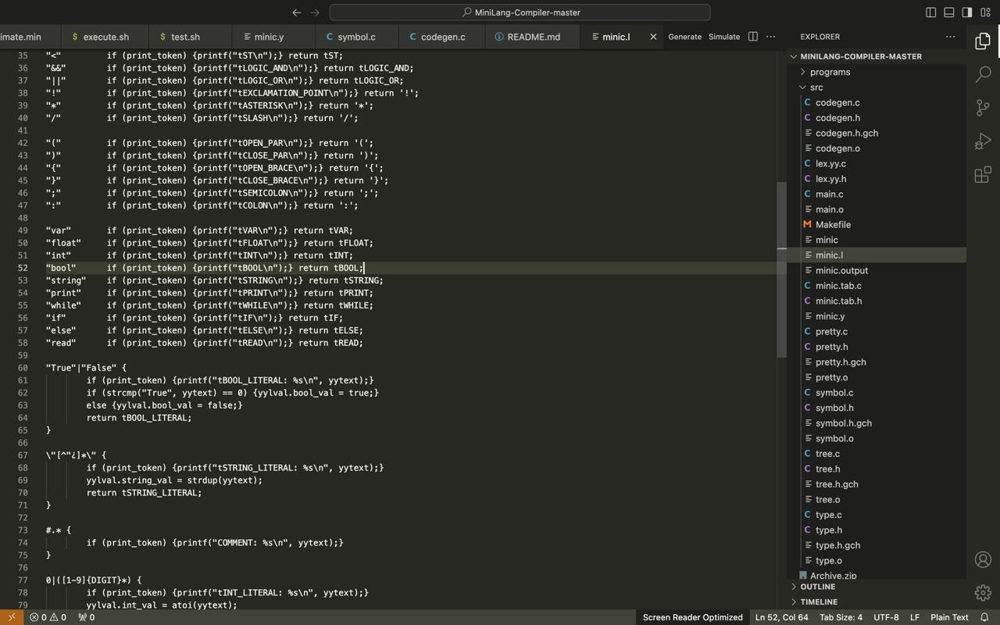 MiniLang-Compiler-master
imate.min
$ execute.sh
$ test.sh
minic.y
C symbol.c
C codegen.c
README.md
minic.l
Generate
Simulate
EXPLORER
35 "<" if (print_token) {printf("tST\n");} return tST;
36 "&&" if (print_token) {printf("tLOGIC_AND\n");} return tLOGIC_AND;
37 "||" if (print_token) {printf("tLOGIC_OR\n");} return tLOGIC_OR;
38 "!" if (print_token) {printf("tEXCLAMATION_POINT\n");} return '!';
39 "*" if (print_token) {printf("tASTERISK\n");} return '*';
40 "/" if (print_token) {printf("tSLASH\n");} return '/';
41
42 "(" if (print_token) {printf("tOPEN_PAR\n");} return '(';
43 ")" if (print_token) {printf("tCLOSE_PAR\n");} return ')';
44 "{" if (print_token) {printf("tOPEN_BRACE\n");} return '{';
45 "}" if (print_token) {printf("tCLOSE_BRACE\n");} return '}';
46 ";" if (print_token) {printf("tSEMICOLON\n");} return ';';
47 ":" if (print_token) {printf("tCOLON\n");} return ':';
48
49 "var" if (print_token) {printf("tVAR\n");} return tVAR;
50 "float" if (print_token) {printf("tFLOAT\n");} return tFLOAT;
51 "int" if (print_token) {printf("tINT\n");} return tINT;
52 "bool" if (print_token) {printf("tBOOL\n");} return tBOOL;
53 "string" if (print_token) {printf("tSTRING\n");} return tSTRING;
54 "print" if (print_token) {printf("tPRINT\n");} return tPRINT;
55 "while" if (print_token) {printf("tWHILE\n");} return tWHILE;
56 "if" if (print_token) {printf("tIF\n");} return tIF;
57 "else" if (print_token) {printf("tELSE\n");} return tELSE;
58 "read" if (print_token) {printf("tREAD\n");} return tREAD;
59
60 "True"|"False" {
61 if (print_token) {printf("tBOOL_LITERAL: %s\n", yytext);}
62 if (strcmp("True", yytext) == 0) {yylval.bool_val = true;}
63 else {yylval.bool_val = false;}
64 return tBOOL_LITERAL;
65 }
66
67 \"[^"¿]*\" {
68 if (print_token) {printf("tSTRING_LITERAL: %s\n", yytext);}
69 yylval.string_val = strdup(yytext);
70 return tSTRING_LITERAL;
71 }
72
73 #.* {
74 if (print_token) {printf("COMMENT: %s\n", yytext);}
75 }
76
77 0|([1-9]{DIGIT}*) {
78 if (print_token) {printf("tINT_LITERAL: %s\n", yytext);}
79 yylval.int_val = atoi(yytext);
MINILANG-COMPILER-MASTER
programs
src
C codegen.c
C codegen.h
codegen.h.gch
codegen.o
C lex.yy.c
C lex.yy.h
C main.c
main.o
M Makefile
minic
minic.l
minic.output
C minic.tab.c
C minic.tab.h
minic.y
C pretty.c
C pretty.h
pretty.h.gch
pretty.o
C symbol.c
C symbol.h
symbol.h.gch
symbol.o
C tree.c
C tree.h
tree.h.gch
tree.o
C type.c
C type.h
type.h.gch
type.o
Archive.zip
OUTLINE
TIMELINE
0 0 0
Screen Reader Optimized
Ln 52, Col 64
Tab Size: 4
UTF-8
LF
Plain Text